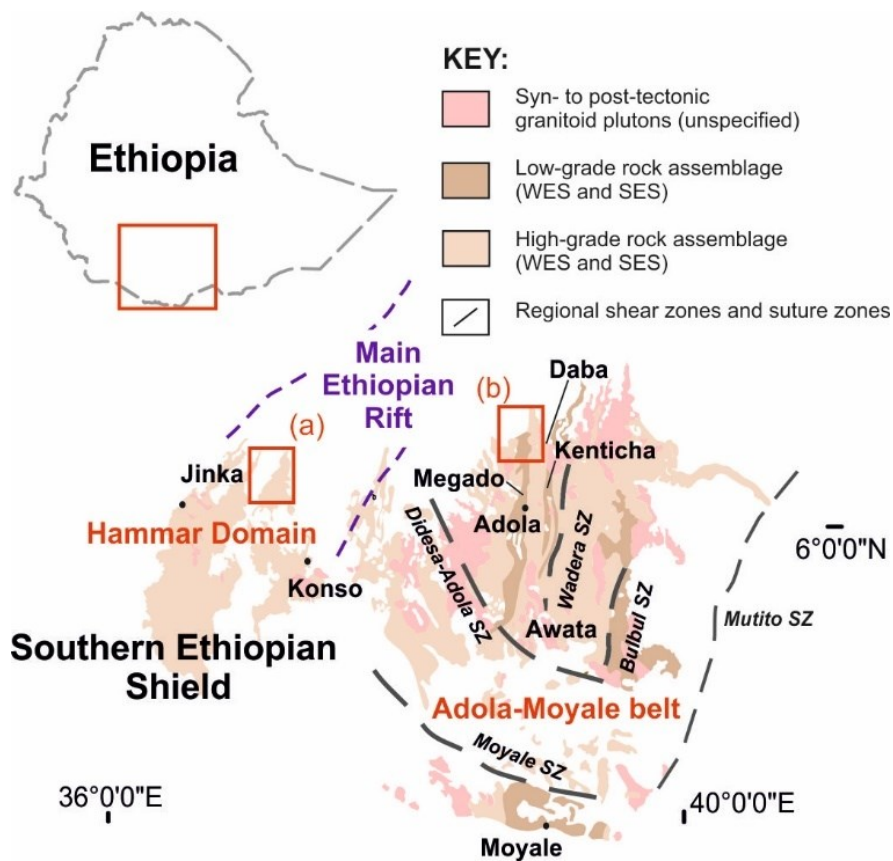 Ethiopia
KEY:
Syn- to post-tectonic
granitoid plutons (unspecified)
Low-grade rock assemblage
(WES and SES)
High-grade rock assemblage
(WES and SES)
Regional shear zones and suture zones
Main
Ethiopian
Rift
(a)
(b)
Daba
Jinka
Megado
Kenticha
Hammar Domain
Adola
Didesa-Adola SZ
Wadera SZ
6°0'0"N
Konso
Awata
Bulbul SZ
Mutito SZ
Southern Ethiopian
Shield
Adola-Moyale belt
Moyale SZ
36°0'0"E
40°0'0"E
Moyale